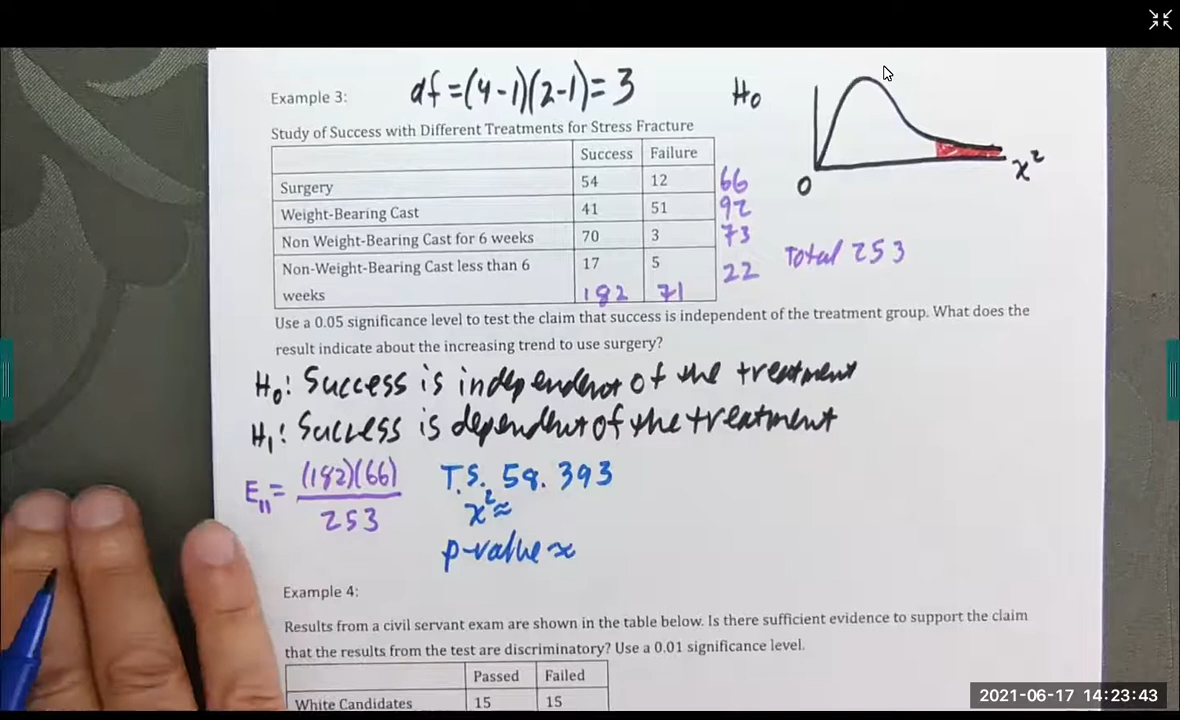 Example 3:
df = (4-1)(2-1) = 3
H₀
0
x²
Study of Success with Different Treatments for Stress Fracture
Success Failure
Surgery 54 12 66
Weight-Bearing Cast 41 51 92
Non Weight-Bearing Cast for 6 weeks 70 3 73
Non-Weight-Bearing Cast less than 6 17 5 22
weeks 182 71
Total 253
Use a 0.05 significance level to test the claim that success is independent of the treatment group. What does the
result indicate about the increasing trend to use surgery?
H₀: Success is independent of the treatment
H₁: Success is dependent of the treatment
E₁₁ = (182)(66)
253
T.S. 58.393
x² ≈
p-value ≈
Example 4:
Results from a civil servant exam are shown in the table below. Is there sufficient evidence to support the claim
that the results from the test are discriminatory? Use a 0.01 significance level.
Passed Failed
White Candidates 15 15
2021-06-17 14:23:43